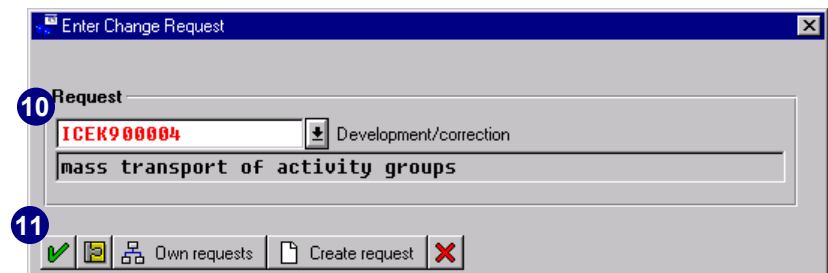 Enter Change Request
10
Request
ICEK900004 Development/correction
mass transport of activity groups
11
Own requests Create request